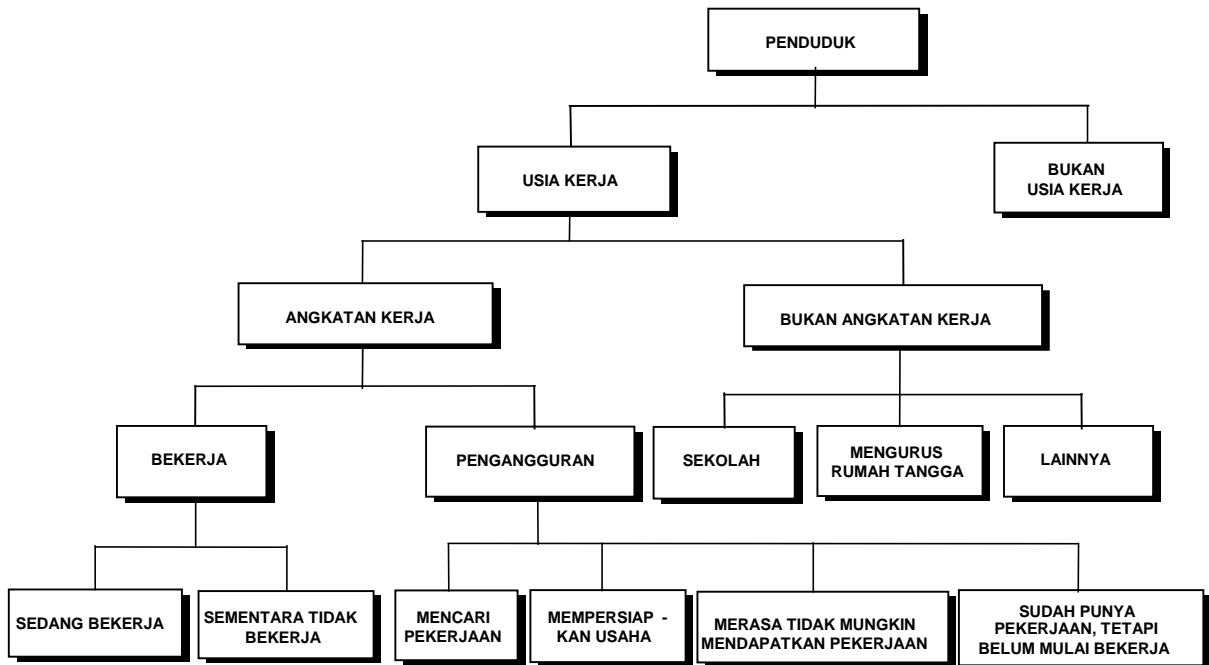 PENDUDUK
USIA KERJA
BUKAN
USIA KERJA
ANGKATAN KERJA
BUKAN ANGKATAN KERJA
BEKERJA
PENGANGGURAN
SEKOLAH
MENGURUS
RUMAH TANGGA
LAINNYA
SEDANG BEKERJA
SEMENTARA TIDAK
BEKERJA
MENCARI
PEKERJAAN
MEMPERSIAP -
KAN USAHA
MERASA TIDAK MUNGKIN
MENDAPATKAN PEKERJAAN
SUDAH PUNYA
PEKERJAAN, TETAPI
BELUM MULAI BEKERJA